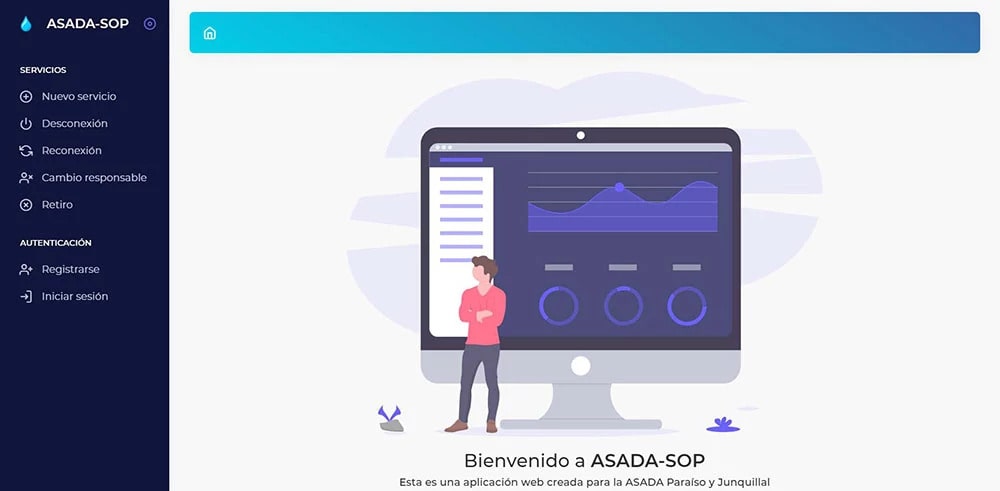 ASADA-SOP
SERVICIOS
Nuevo servicio
Desconexión
Reconexión
Cambio responsable
Retiro
AUTENTICACIÓN
Registrarse
Iniciar sesión
Bienvenido a ASADA-SOP
Esta es una aplicación web creada para la ASADA Paraíso y Junquillal